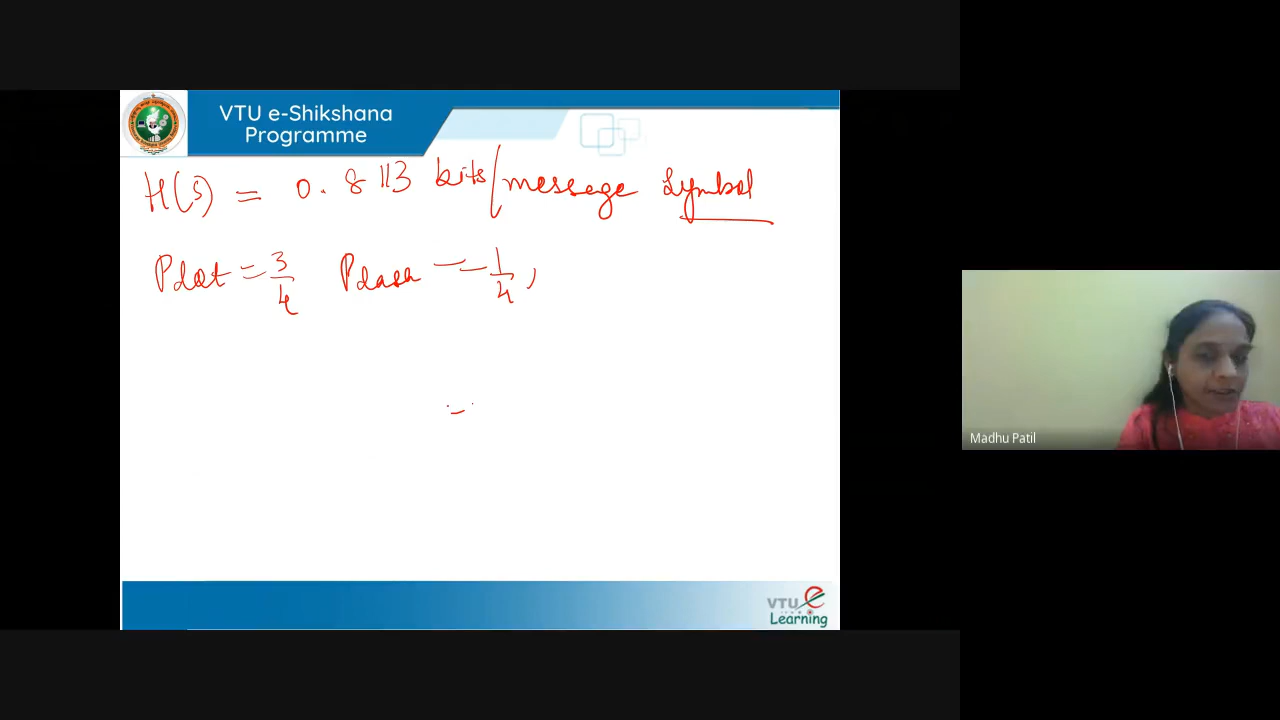 VTU e-Shikshana
Programme
H(S) = 0.8113 bits/message symbol
Pdot = 3/4 Pdash = 1/4,
=
Madhu Patil
VTU e
Learning